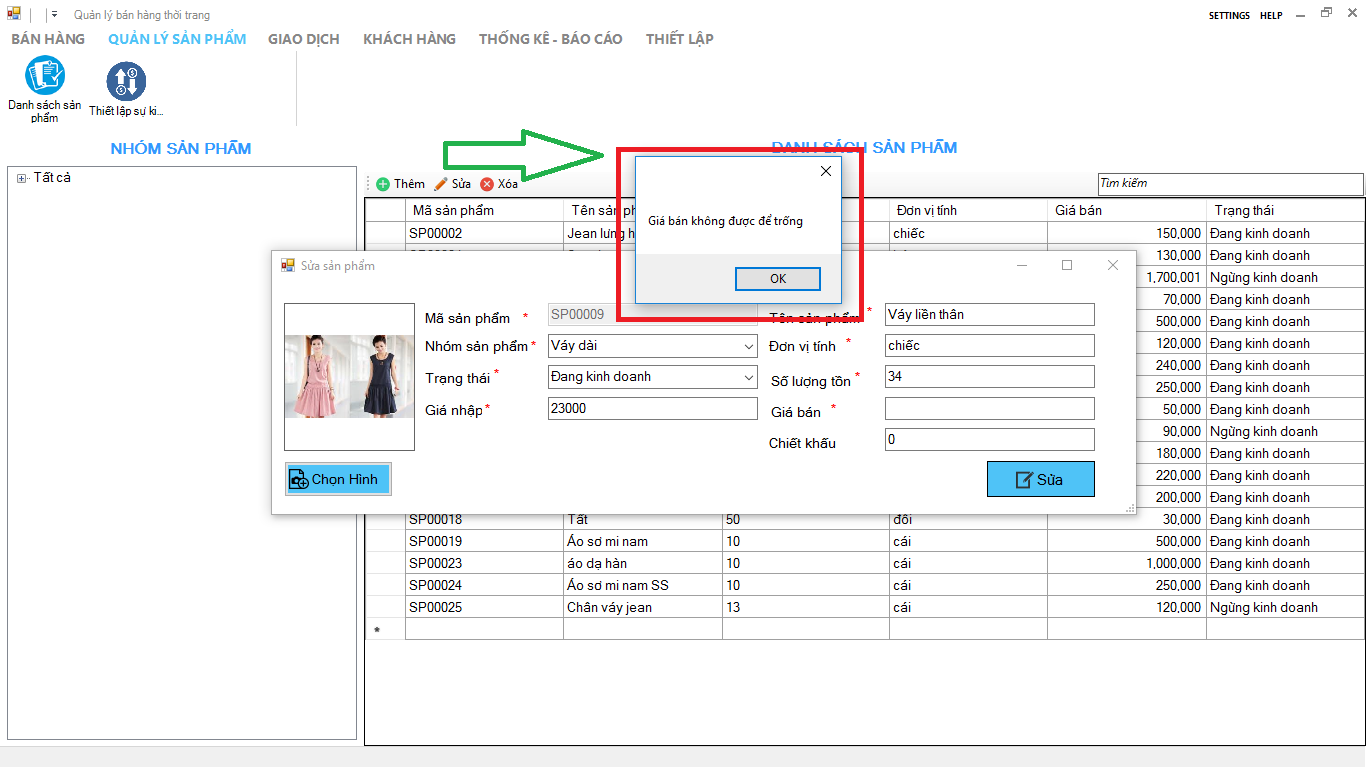 Quản lý bán hàng thời trang
SETTINGS HELP
BÁN HÀNG QUẢN LÝ SẢN PHẨM GIAO DỊCH KHÁCH HÀNG THỐNG KÊ - BÁO CÁO THIẾT LẬP
Danh sách sản phẩm
Thiết lập sự ki...
NHÓM SẢN PHẨM
DANH SÁCH SẢN PHẨM
Tất cả
Thêm Sửa Xóa
Tìm kiếm
Mã sản phẩm Tên sản Đơn vị tính Giá bán Trạng thái
SP00002 Jean lưng chiếc 150,000 Đang kinh doanh
130,000 Đang kinh doanh
1,700,001 Ngừng kinh doanh
70,000 Đang kinh doanh
500,000 Đang kinh doanh
120,000 Đang kinh doanh
240,000 Đang kinh doanh
250,000 Đang kinh doanh
50,000 Đang kinh doanh
90,000 Ngừng kinh doanh
180,000 Đang kinh doanh
220,000 Đang kinh doanh
200,000 Đang kinh doanh
SP00018 Tất 50 đôi 30,000 Đang kinh doanh
SP00019 Áo sơ mi nam 10 cái 500,000 Đang kinh doanh
SP00023 áo dạ hàn 10 cái 1,000,000 Đang kinh doanh
SP00024 Áo sơ mi nam SS 10 cái 250,000 Đang kinh doanh
SP00025 Chân váy jean 13 cái 120,000 Ngừng kinh doanh
*
Giá bán không được để trống
OK
Sửa sản phẩm
Mã sản phẩm * SP00009
Tên sản phẩm * Váy liền thân
Nhóm sản phẩm * Váy dài
Đơn vị tính * chiếc
Trạng thái * Đang kinh doanh
Số lượng tồn * 34
Giá nhập * 23000
Giá bán *
Chiết khấu 0
Chọn Hình
Sửa